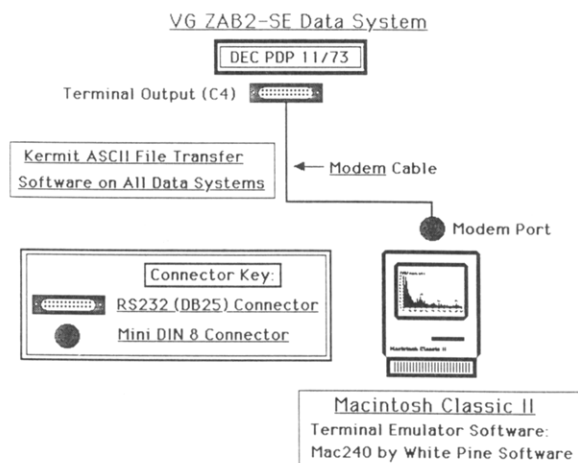 VG ZAB2-SE Data System
DEC PDP 11/73
Terminal Output (C4)
Kermit ASCII File Transfer
Software on All Data Systems
Modem Cable
Modem Port
Connector Key:
RS232 (DB25) Connector
Mini DIN 8 Connector
Macintosh Classic II
Macintosh Classic II
Terminal Emulator Software:
Mac240 by White Pine Software